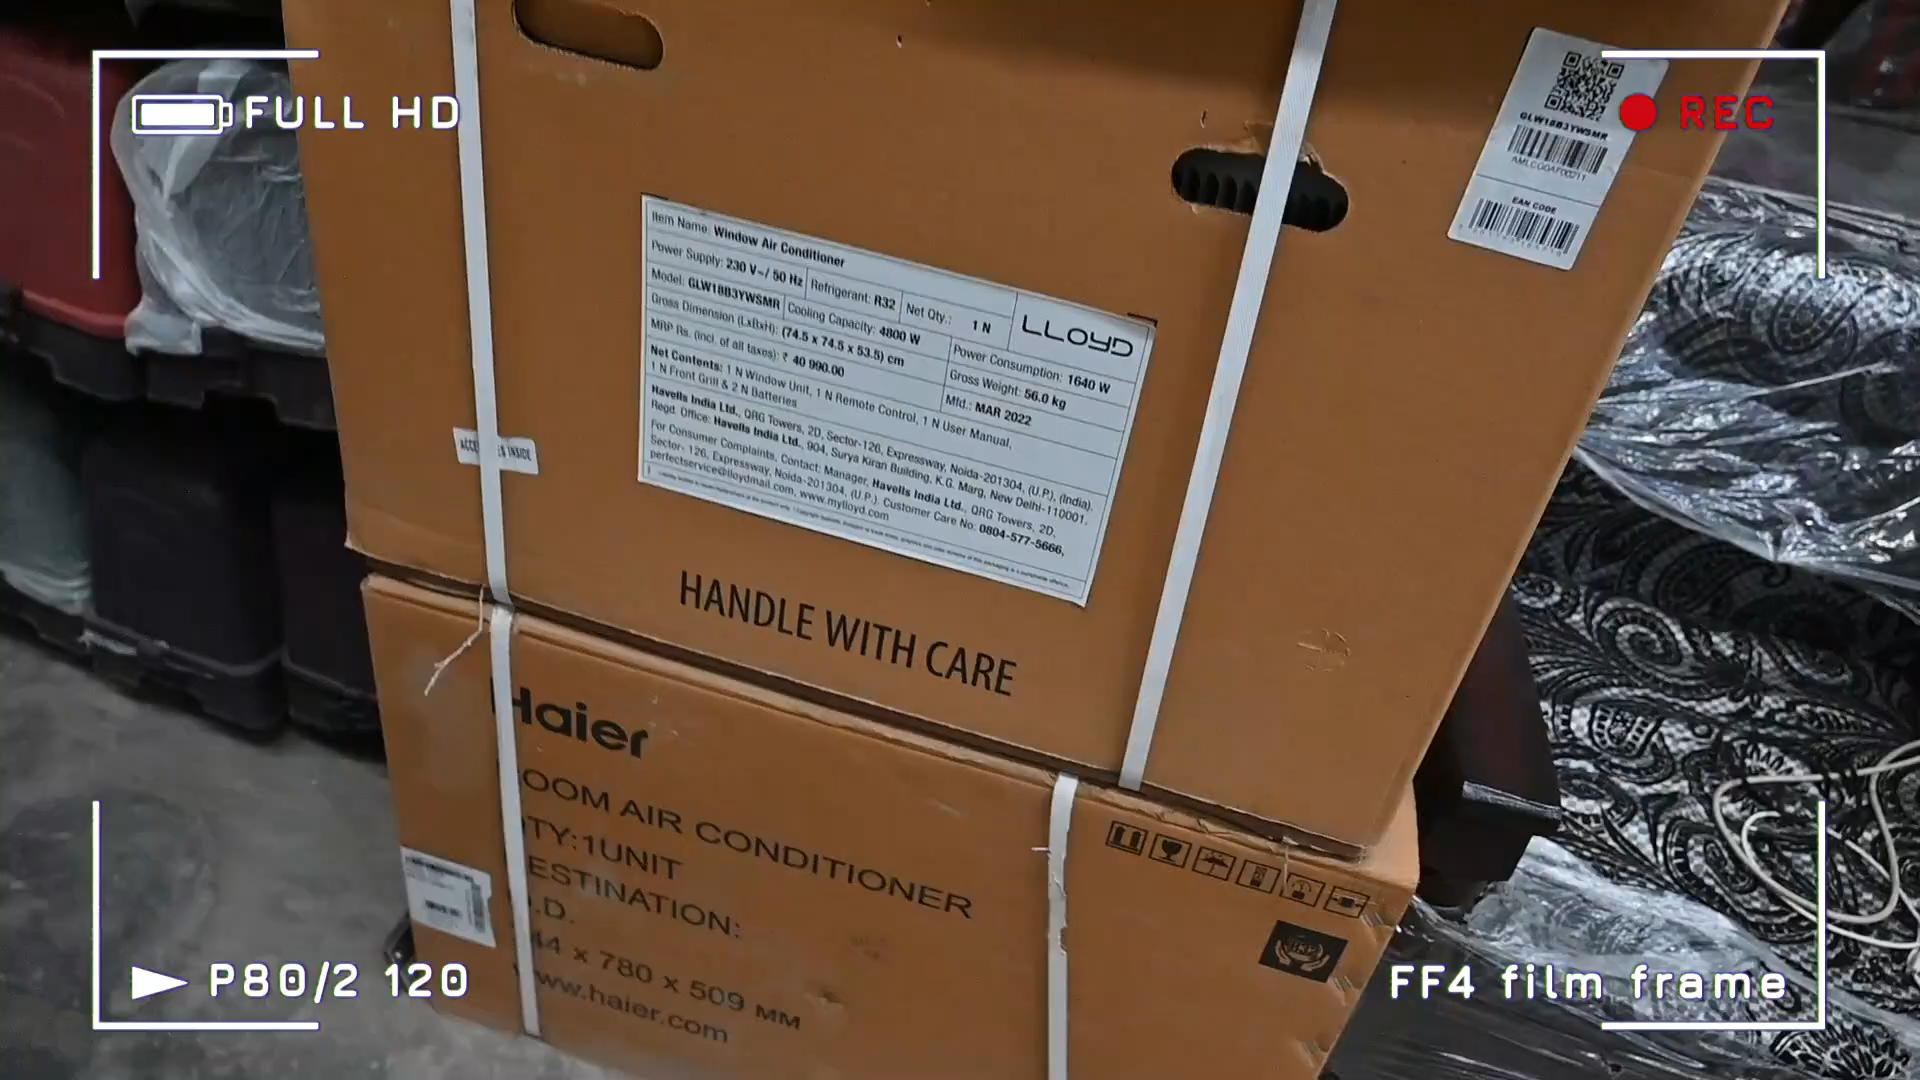 FULL HD
REC
GLW18B3YWSMR
EAN CODE
Item Name: Window Air Conditioner
Power Supply: 230 V~/ 50 Hz Refrigerant: R32 Net Qty.: 1 N
LLOYD
Model: GLW18B3YWSMR Cooling Capacity: 4800 W Power Consumption: 1640 W
Gross Dimension (LxBxH): (74.5 x 74.5 x 53.5) cm Gross Weight: 56.0 kg
MRP Rs. (incl. of all taxes): ₹ 40 990.00 Mfd.: MAR 2022
Net Contents: 1 N Window Unit, 1 N Remote Control, 1 N User Manual,
1 N Front Grill & 2 N Batteries
Havells India Ltd., QRG Towers, 2D, Sector-126, Expressway, Noida-201304, (U.P.), (India).
Regd. Office: Havells India Ltd., 904, Surya Kiran Building, K.G. Marg, New Delhi-110001.
For Consumer Complaints, Contact: Manager, Havells India Ltd., QRG Towers, 2D,
Sector- 126, Expressway, Noida-201304, (U.P.). Customer Care No: 0804-577-5666,
perfectservice@lloydmail.com, www.mylloyd.com
INSIDE
HANDLE WITH CARE
Haier
OOM AIR CONDITIONER
TY:1UNIT
ESTINATION:
.D.
44 x 780 x 509 MM
www.haier.com
R32
P80/2 120
FF4 film frame